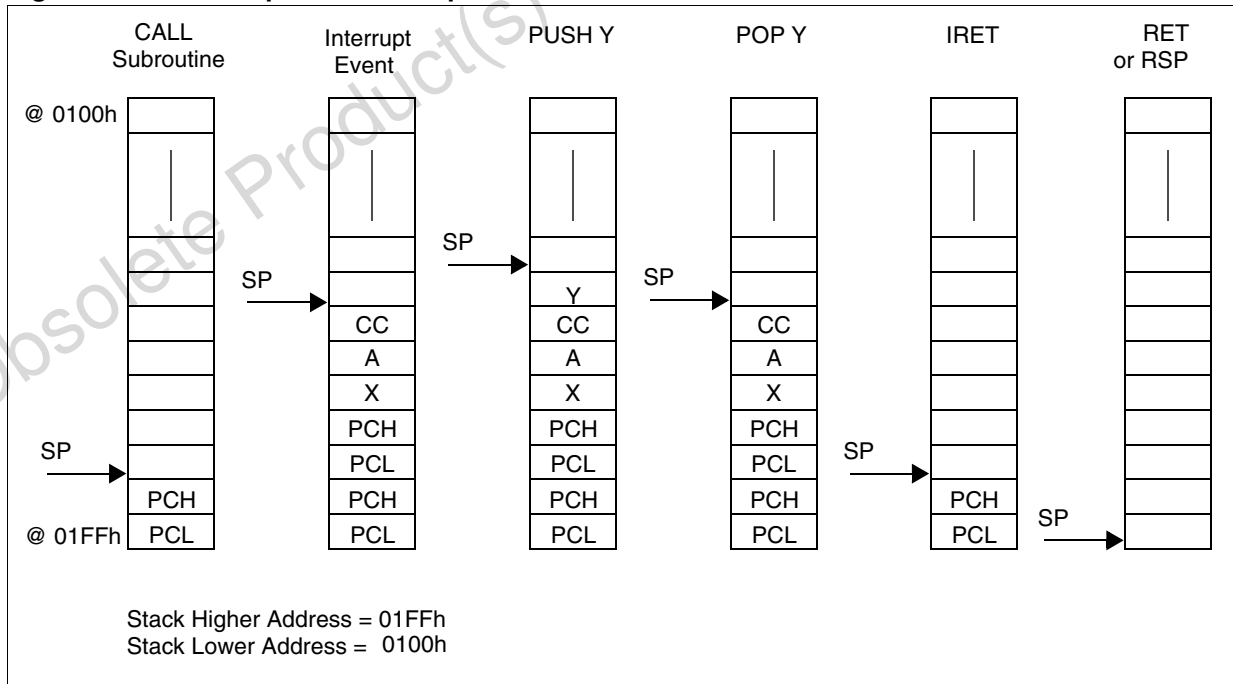 CALL
Subroutine
Interrupt
Event
PUSH Y
POP Y
IRET
RET
or RSP
@ 0100h
SP
SP
SP
Y
CC
CC
CC
A
A
A
X
X
X
PCH
PCH
PCH
SP
PCL
PCL
PCL
SP
PCH
PCH
PCH
PCH
PCH
SP
@ 01FFh
PCL
PCL
PCL
PCL
PCL
Stack Higher Address = 01FFh
Stack Lower Address = 0100h
Obsolete Product(s)